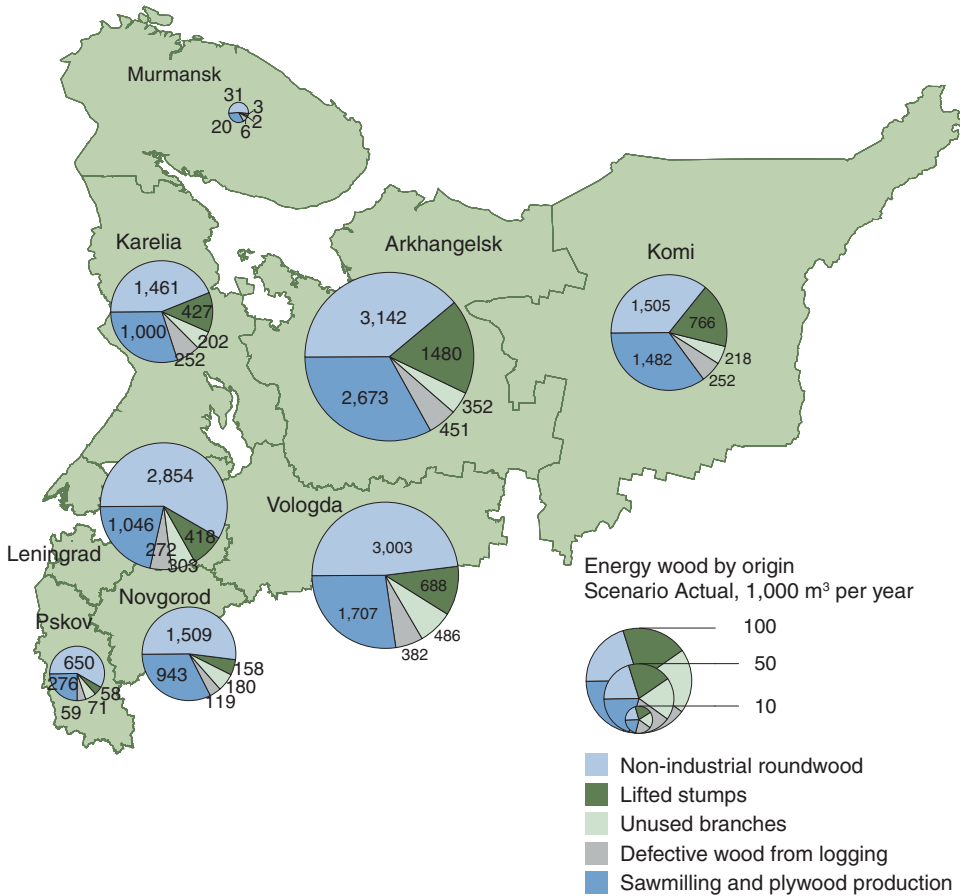 Murmansk
31
3
2
20
6
Karelia
1,461
427
1,000
202
252
Arkhangelsk
3,142
1480
2,673
352
451
Komi
1,505
766
1,482
218
252
2,854
1,046
418
272
303
Leningrad
Vologda
3,003
688
1,707
486
382
Novgorod
1,509
158
943
180
119
Pskov
650
276
58
71
59
Energy wood by origin
Scenario Actual, 1,000 m³ per year
100
50
10
Non-industrial roundwood
Lifted stumps
Unused branches
Defective wood from logging
Sawmilling and plywood production